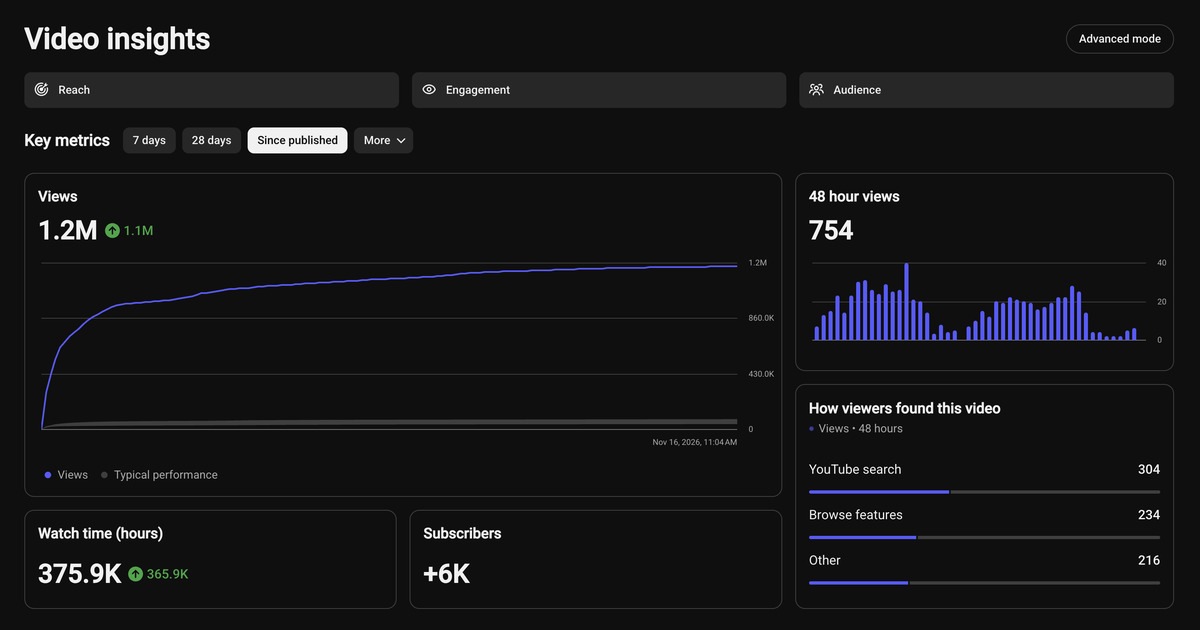 Video insights
Advanced mode
Reach
Engagement
Audience
Key metrics
7 days
28 days
Since published
More
Views
1.2M 1.1M
1.2M
860.0K
430.0K
0
Nov 16, 2026, 11:04 AM
Views
Typical performance
48 hour views
754
40
20
0
How viewers found this video
Views • 48 hours
YouTube search 304
Browse features 234
Other 216
Watch time (hours)
375.9K 365.9K
Subscribers
+6K